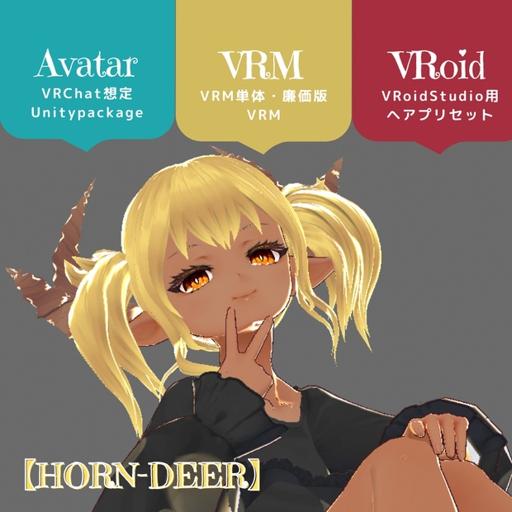 Avatar
VRChat想定
Unitypackage
VRM
VRM単体・廉価版
VRM
VRoid
VRoidStudio用
ヘアプリセット
【HORN-DEER】